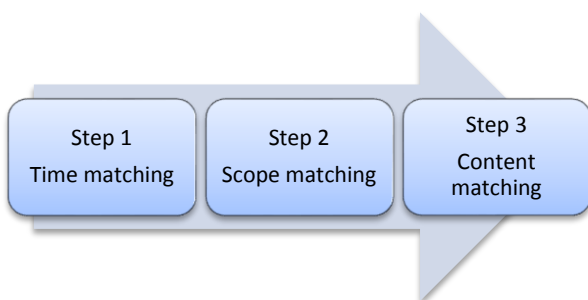 Step 1
Time matching
Step 2
Scope matching
Step 3
Content
matching